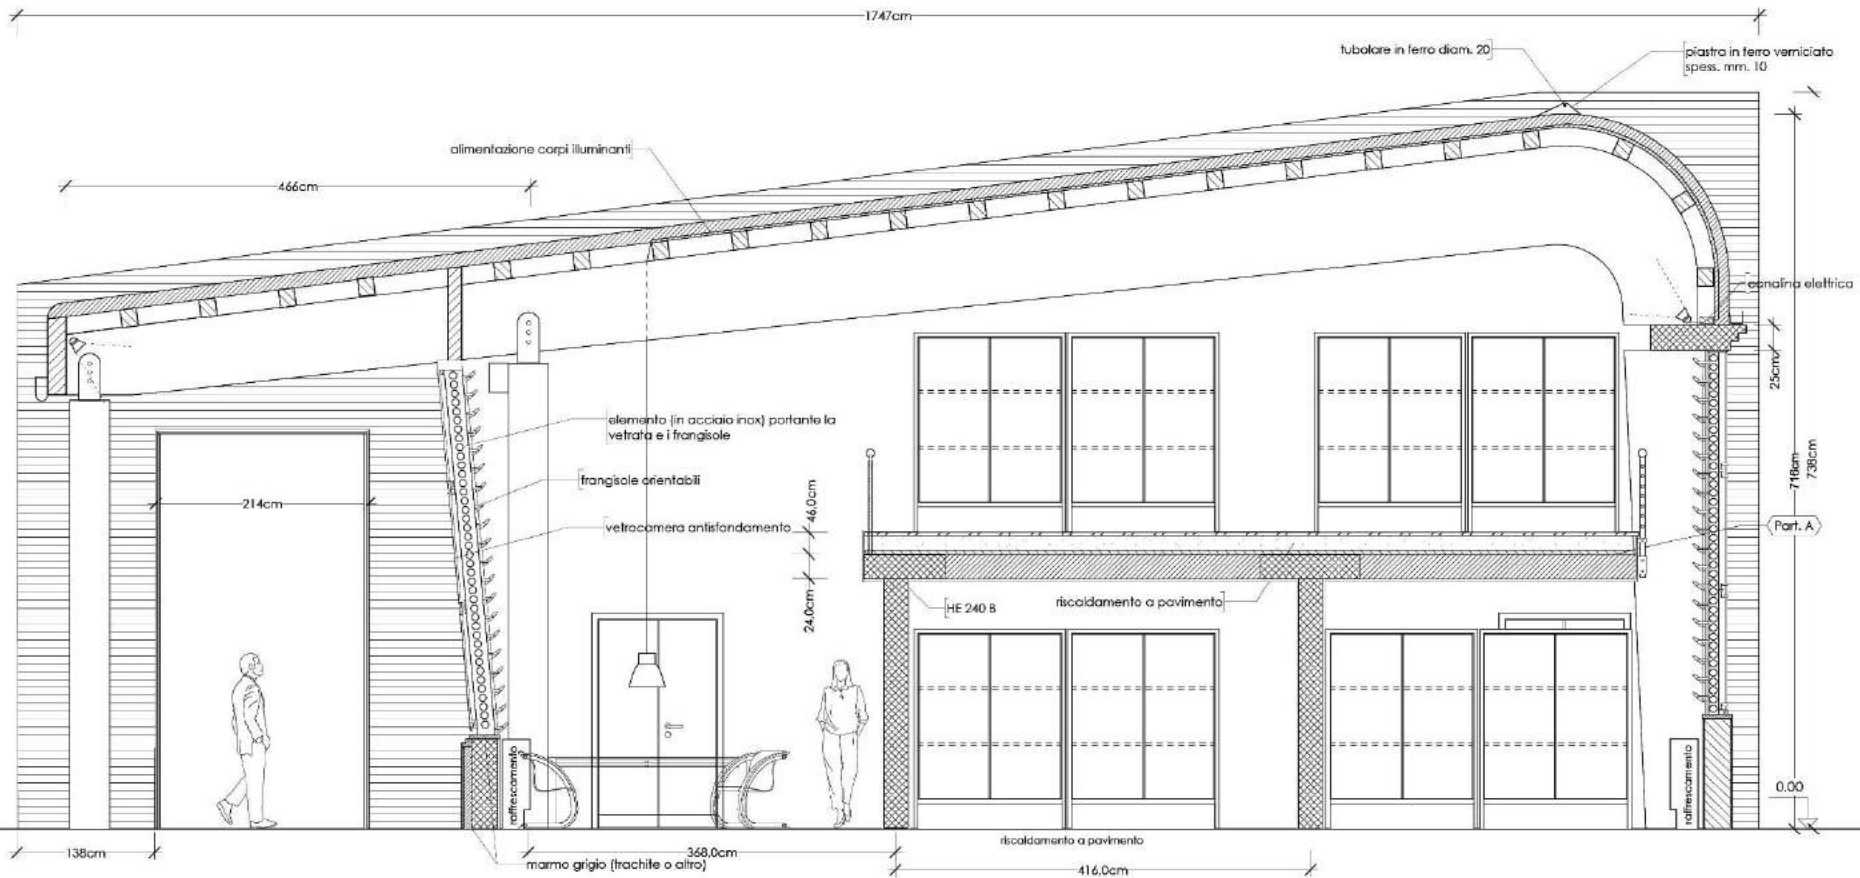 1747cm
tubolare in ferro diam. 20
piastra in ferro verniciato
spess. mm. 10
alimentazione corpi illuminanti
466cm
canalina elettrica
25cm
elemento (in acciaio inox) portante la
vetrata e i frangisole
716cm
738cm
frangisole orientabili
214cm
46,0cm
vetrocamera antisfondamento
Part. A
24,0cm
HE 240 B
riscaldamento a pavimento
raffrescamento
raffrescamento
0.00
riscaldamento a pavimento
138cm
368,0cm
marmo grigio (trachite o altro)
416,0cm